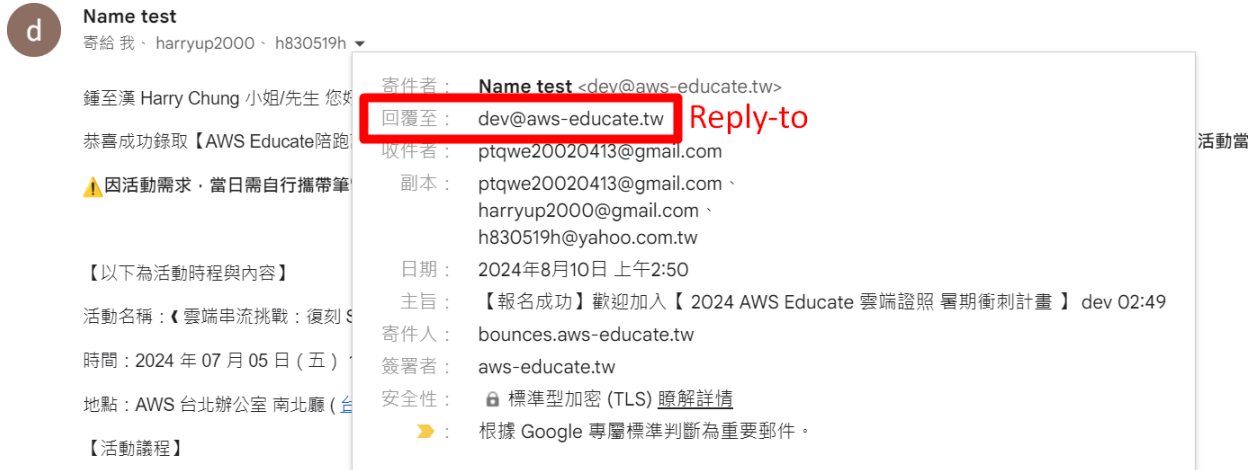 d
Name test
寄給 我、 harryup2000、 h830519h
鍾至漢 Harry Chung 小姐/先生 您好
恭喜成功錄取【AWS Educate陪跑
活動當
⚠️因活動需求，當日需自行攜帶筆
【以下為活動時程與內容】
活動名稱：《雲端串流挑戰：復刻 S
時間：2024 年 07 月 05 日 ( 五 )
地點：AWS 台北辦公室 南北廳 ( 台
【活動議程】
寄件者： Name test <dev@aws-educate.tw>
回覆至： dev@aws-educate.tw Reply-to
收件者： ptqwe20020413@gmail.com
副本： ptqwe20020413@gmail.com、
harryup2000@gmail.com、
h830519h@yahoo.com.tw
日期： 2024年8月10日 上午2:50
主旨： 【報名成功】歡迎加入【 2024 AWS Educate 雲端證照 暑期衝刺計畫 】 dev 02:49
寄件人： bounces.aws-educate.tw
簽署者： aws-educate.tw
安全性： 標準型加密 (TLS) 瞭解詳情
： 根據 Google 專屬標準判斷為重要郵件。